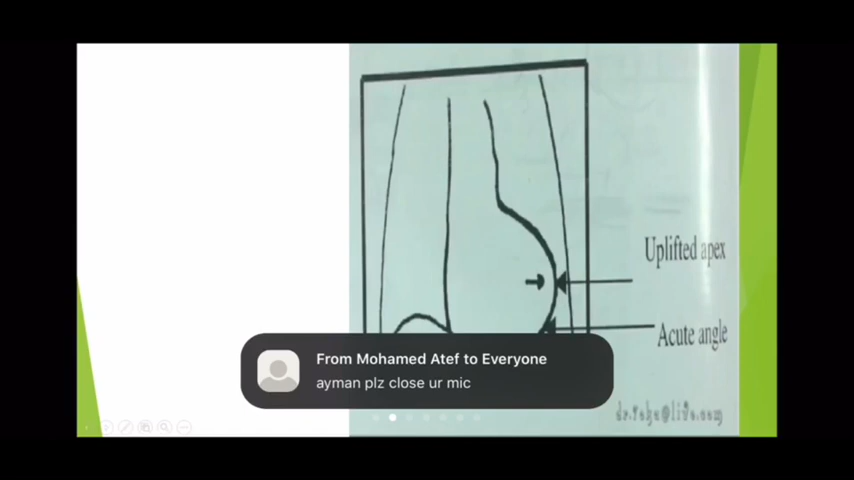 Uplifted apex
Acute angle
From Mohamed Atef to Everyone
ayman plz close ur mic